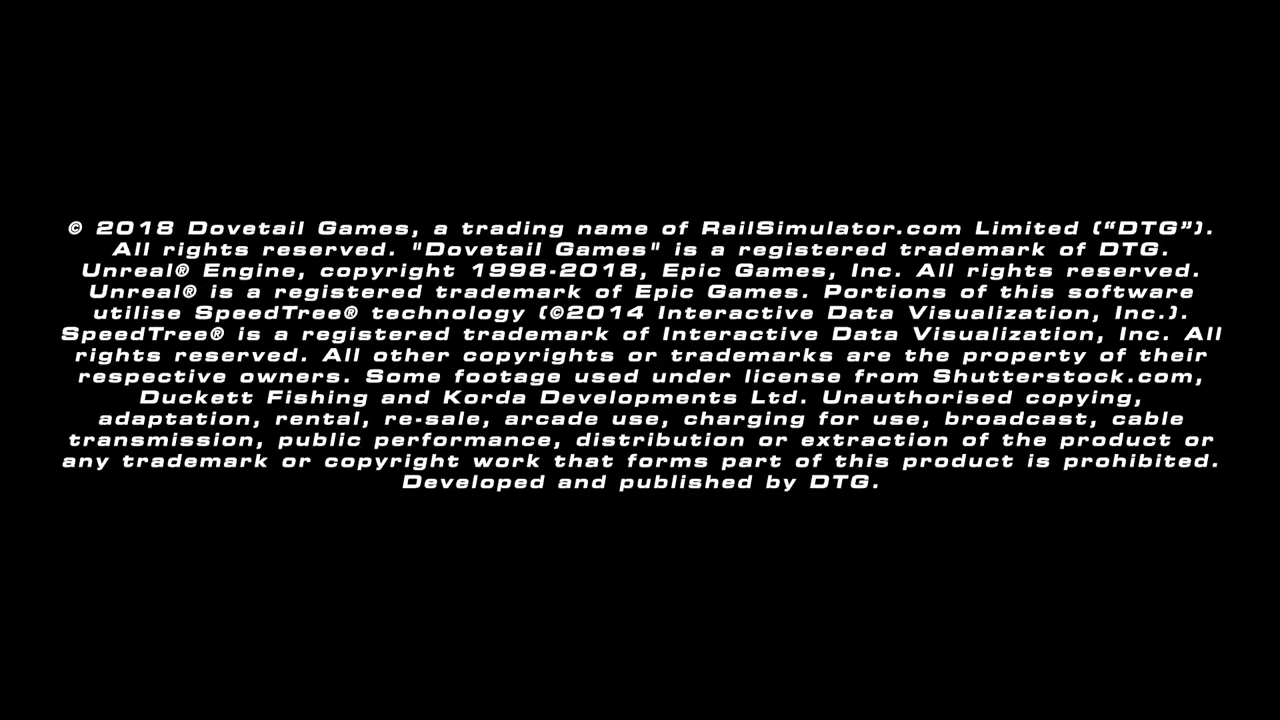 © 2018 Dovetail Games, a trading name of RailSimulator.com Limited (“DTG”).
All rights reserved. "Dovetail Games" is a registered trademark of DTG.
Unreal® Engine, copyright 1998-2018, Epic Games, Inc. All rights reserved.
Unreal® is a registered trademark of Epic Games. Portions of this software
utilise SpeedTree® technology (©2014 Interactive Data Visualization, Inc.).
SpeedTree® is a registered trademark of Interactive Data Visualization, Inc. All
rights reserved. All other copyrights or trademarks are the property of their
respective owners. Some footage used under license from Shutterstock.com,
Duckett Fishing and Korda Developments Ltd. Unauthorised copying,
adaptation, rental, re-sale, arcade use, charging for use, broadcast, cable
transmission, public performance, distribution or extraction of the product or
any trademark or copyright work that forms part of this product is prohibited.
Developed and published by DTG.